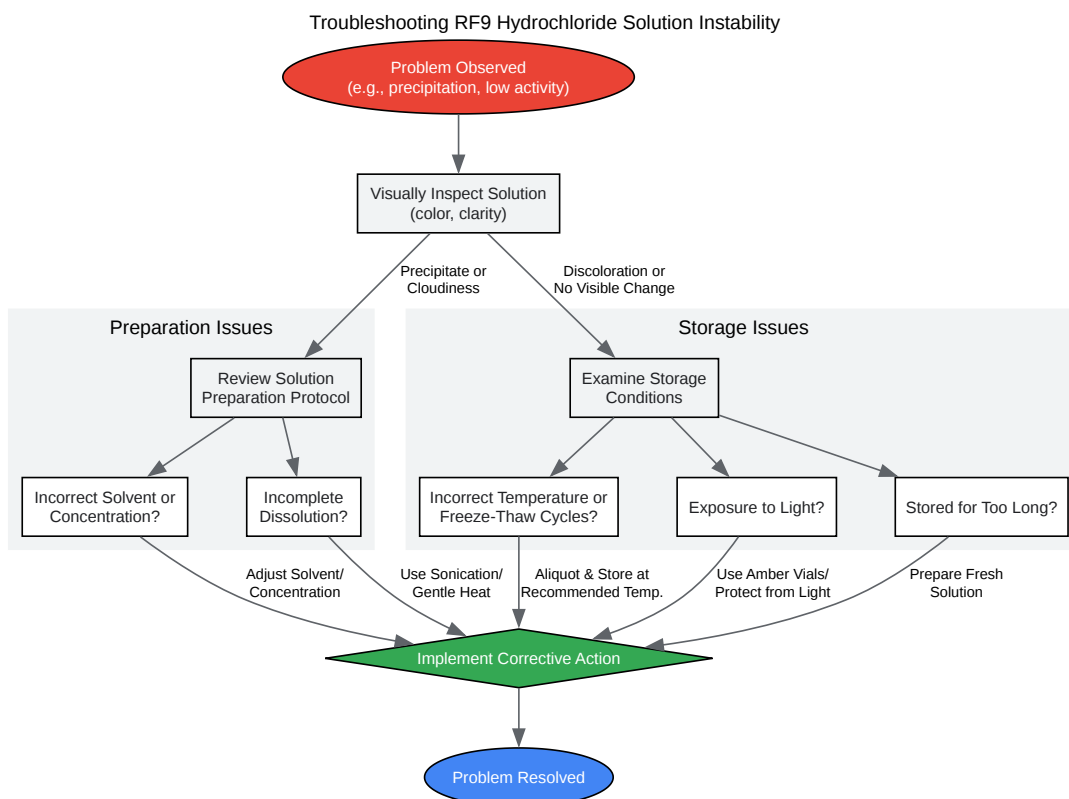 Troubleshooting RF9 Hydrochloride Solution Instability
Problem Observed
(e.g., precipitation, low activity)
Visually Inspect Solution
(color, clarity)
Precipitate or
Cloudiness
Discoloration or
No Visible Change
Preparation Issues
Storage Issues
Review Solution
Preparation Protocol
Examine Storage
Conditions
Incorrect Solvent or
Concentration?
Incomplete
Dissolution?
Incorrect Temperature or
Freeze-Thaw Cycles?
Exposure to Light?
Stored for Too Long?
Adjust Solvent/
Concentration
Use Sonication/
Gentle Heat
Aliquot & Store at
Recommended Temp.
Use Amber Vials/
Protect from Light
Prepare Fresh
Solution
Implement Corrective Action
Problem Resolved